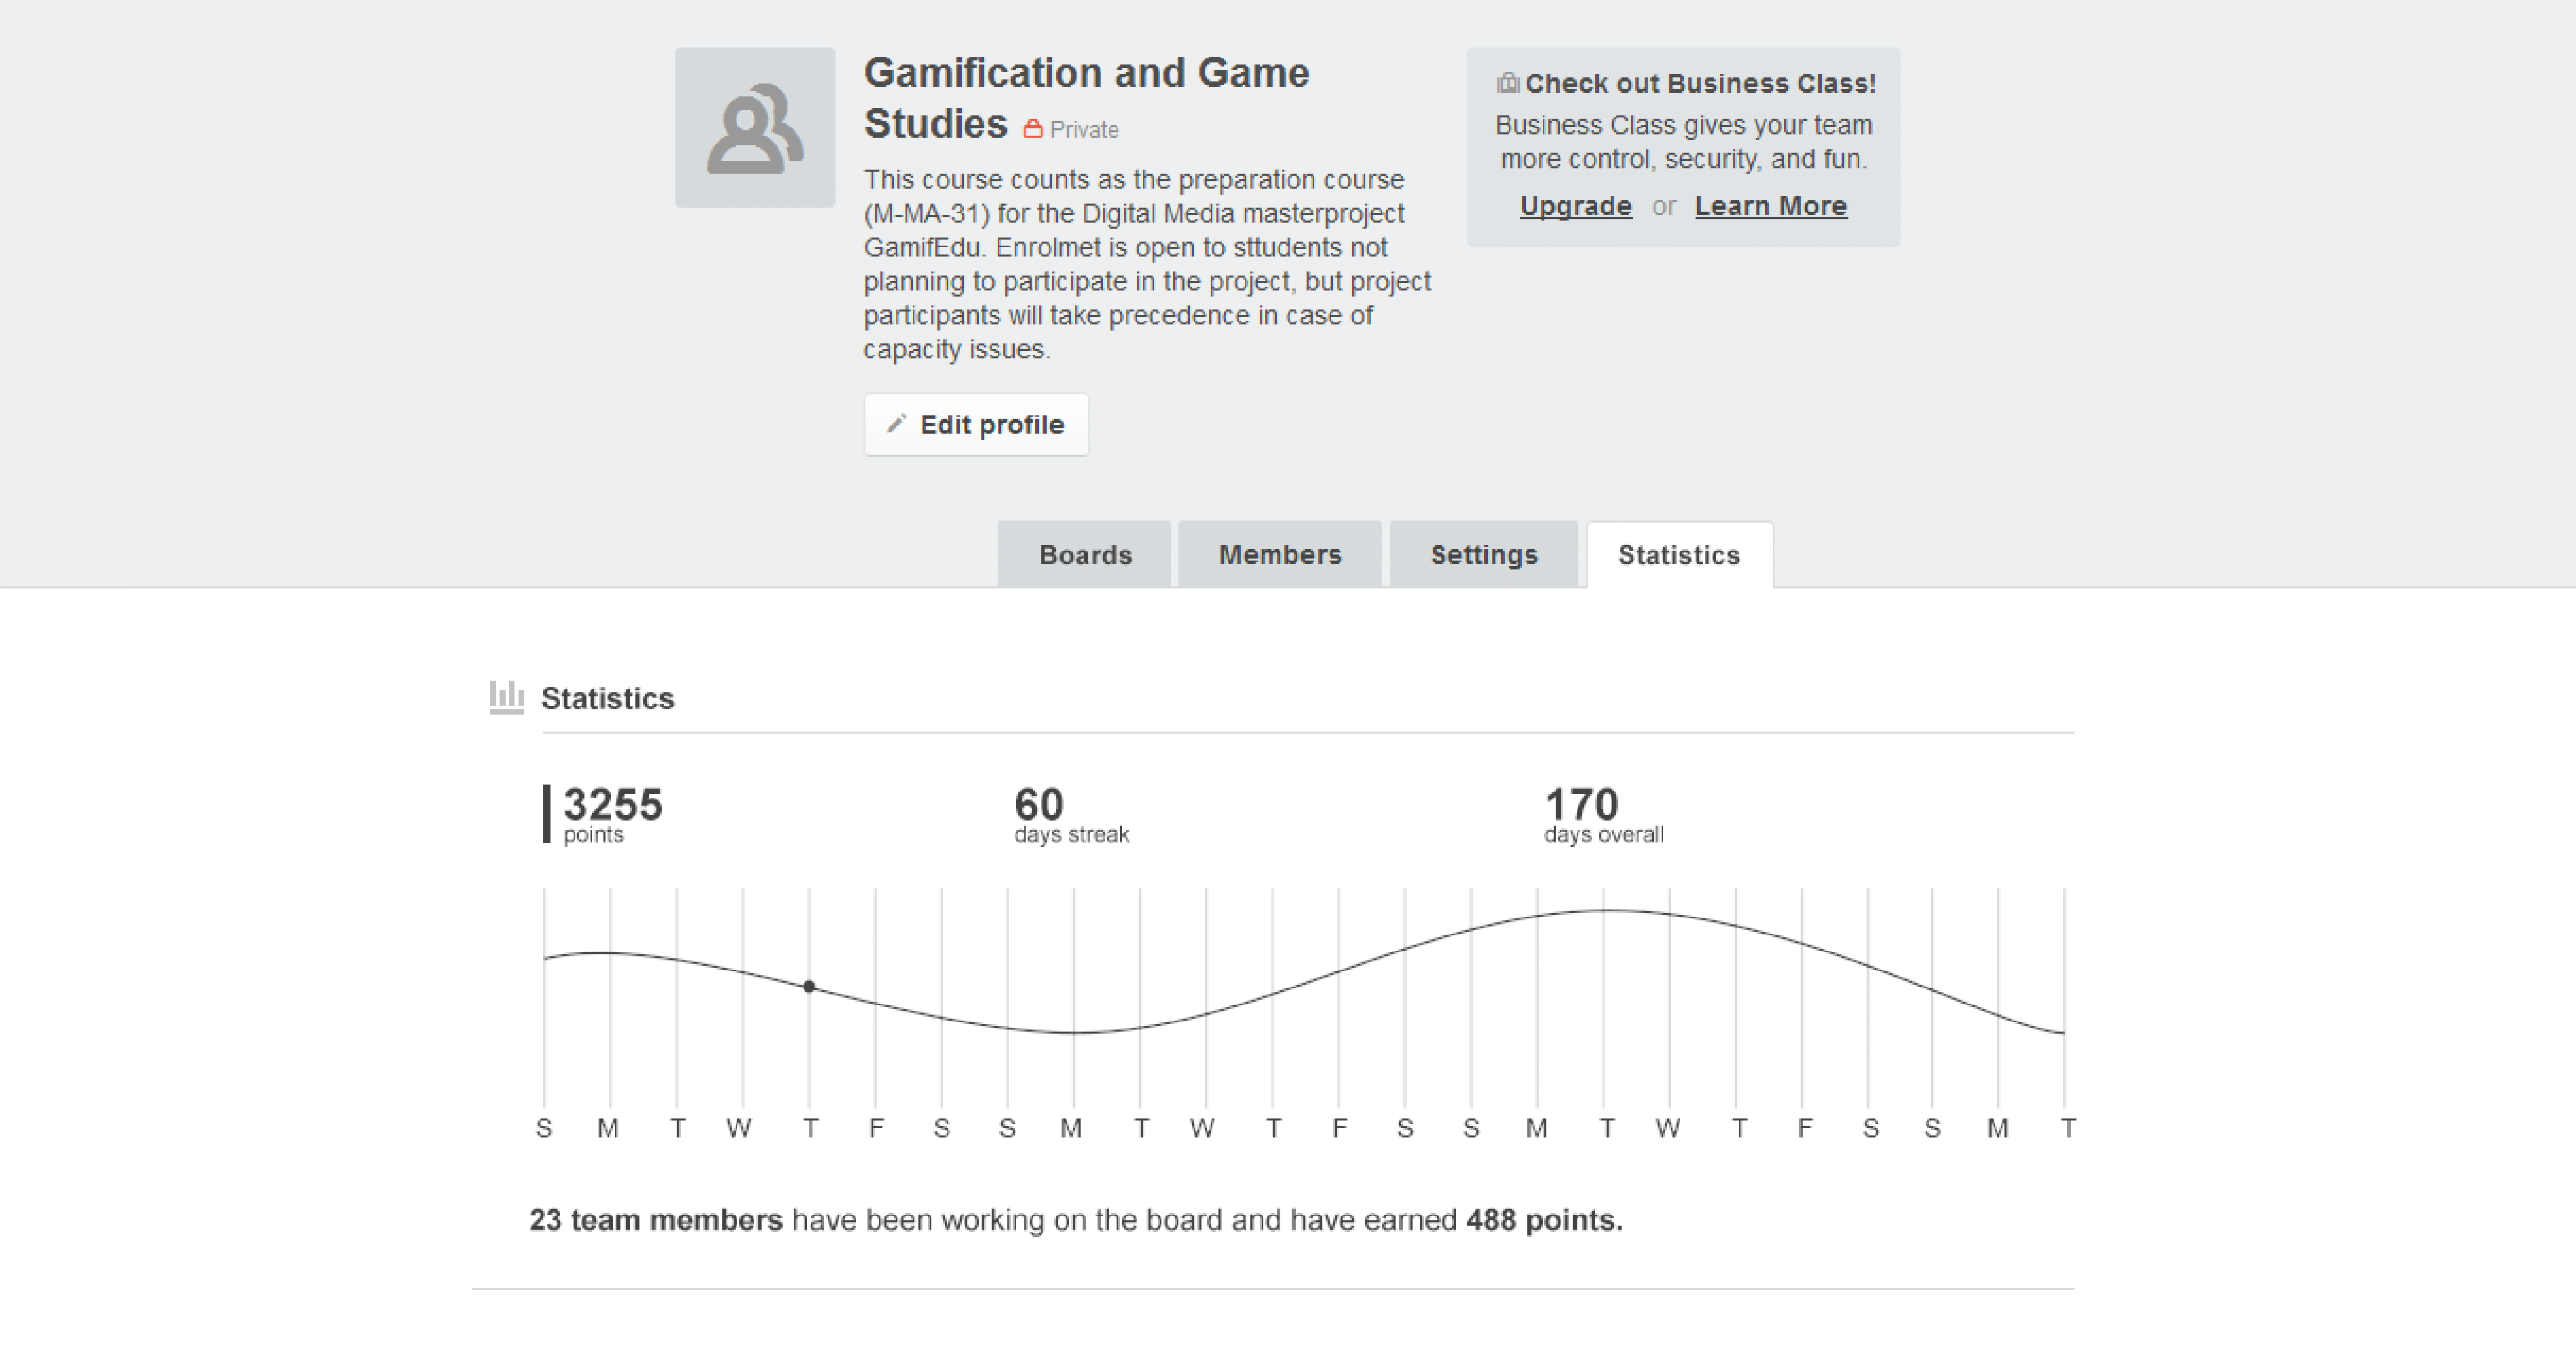 Gamification and Game
Studies Private
This course counts as the preparation course
(M-MA-31) for the Digital Media masterproject
GamifEdu. Enrolmet is open to sttudents not
planning to participate in the project, but project
participants will take precedence in case of
capacity issues.
Edit profile
Check out Business Class!
Business Class gives your team
more control, security, and fun.
Upgrade or Learn More
Boards Members Settings Statistics
Statistics
3255 60 170
points days streak days overall
S M T W T F S S M T W T F S S M T W T F S S M T
23 team members have been working on the board and have earned 488 points.